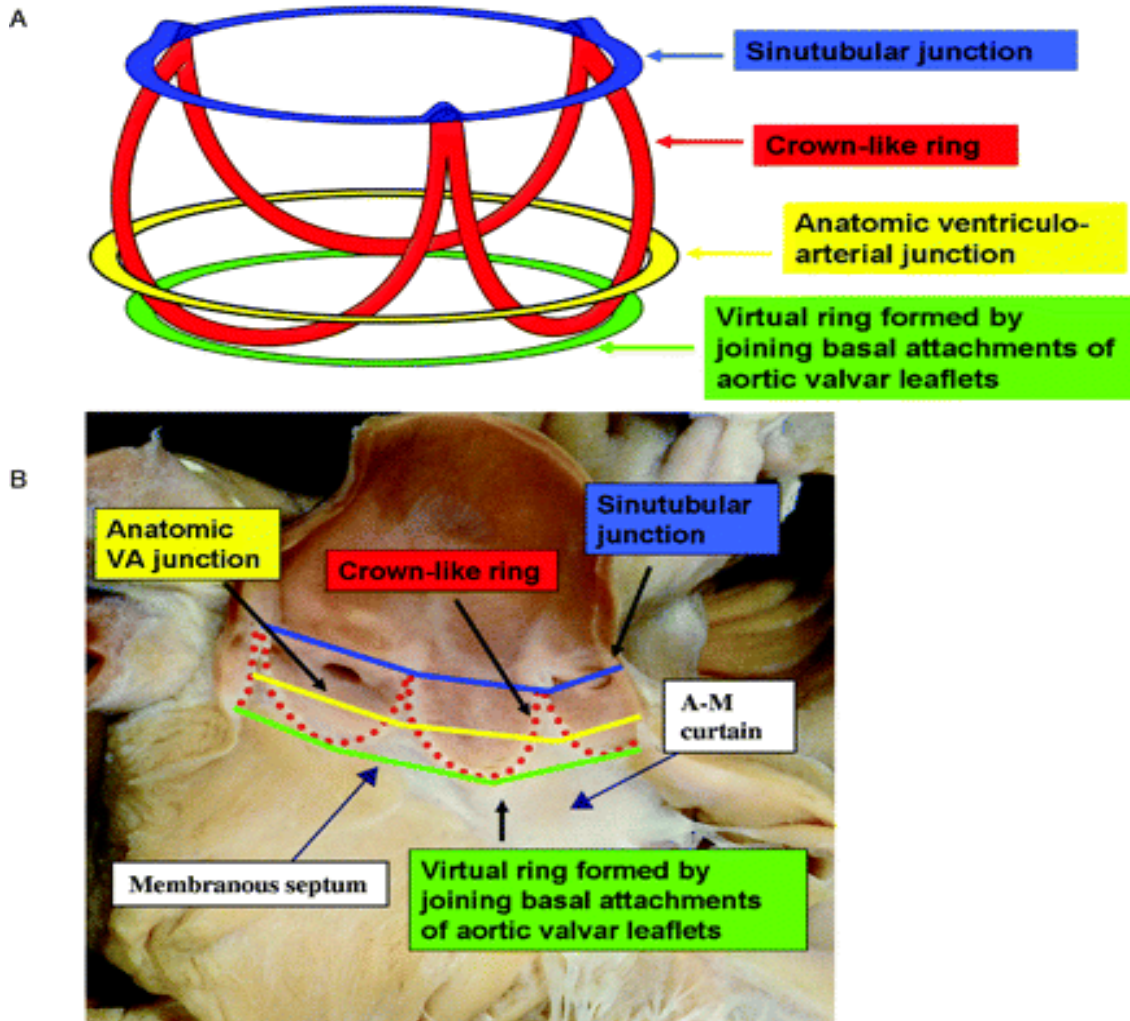 A
Sinutubular junction
Crown-like ring
Anatomic ventriculo-
arterial junction
Virtual ring formed by
joining basal attachments of
aortic valvar leaflets
B
Anatomic
VA junction
Crown-like ring
Sinutubular
junction
A-M
curtain
Membranous septum
Virtual ring formed by
joining basal attachments
of aortic valvar leaflets